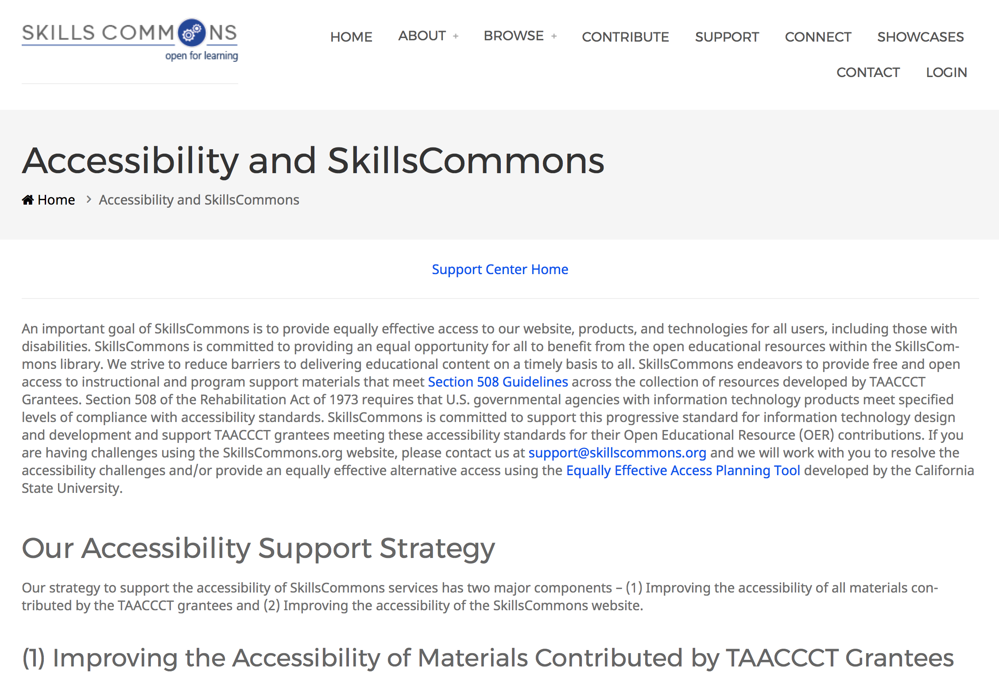 SKILLS COMMONS
open for learning
HOME ABOUT + BROWSE + CONTRIBUTE SUPPORT CONNECT SHOWCASES
CONTACT LOGIN
Accessibility and SkillsCommons
Home > Accessibility and SkillsCommons
Support Center Home
An important goal of SkillsCommons is to provide equally effective access to our website, products, and technologies for all users, including those with
disabilities. SkillsCommons is committed to providing an equal opportunity for all to benefit from the open educational resources within the SkillsCom-
mons library. We strive to reduce barriers to delivering educational content on a timely basis to all. SkillsCommons endeavors to provide free and open
access to instructional and program support materials that meet Section 508 Guidelines across the collection of resources developed by TAACCCT
Grantees. Section 508 of the Rehabilitation Act of 1973 requires that U.S. governmental agencies with information technology products meet specified
levels of compliance with accessibility standards. SkillsCommons is committed to support this progressive standard for information technology design
and development and support TAACCCT grantees meeting these accessibility standards for their Open Educational Resource (OER) contributions. If you
are having challenges using the SkillsCommons.org website, please contact us at support@skillscommons.org and we will work with you to resolve the
accessibility challenges and/or provide an equally effective alternative access using the Equally Effective Access Planning Tool developed by the California
State University.
Our Accessibility Support Strategy
Our strategy to support the accessibility of SkillsCommons services has two major components – (1) Improving the accessibility of all materials con-
tributed by the TAACCCT grantees and (2) Improving the accessibility of the SkillsCommons website.
(1) Improving the Accessibility of Materials Contributed by TAACCCT Grantees